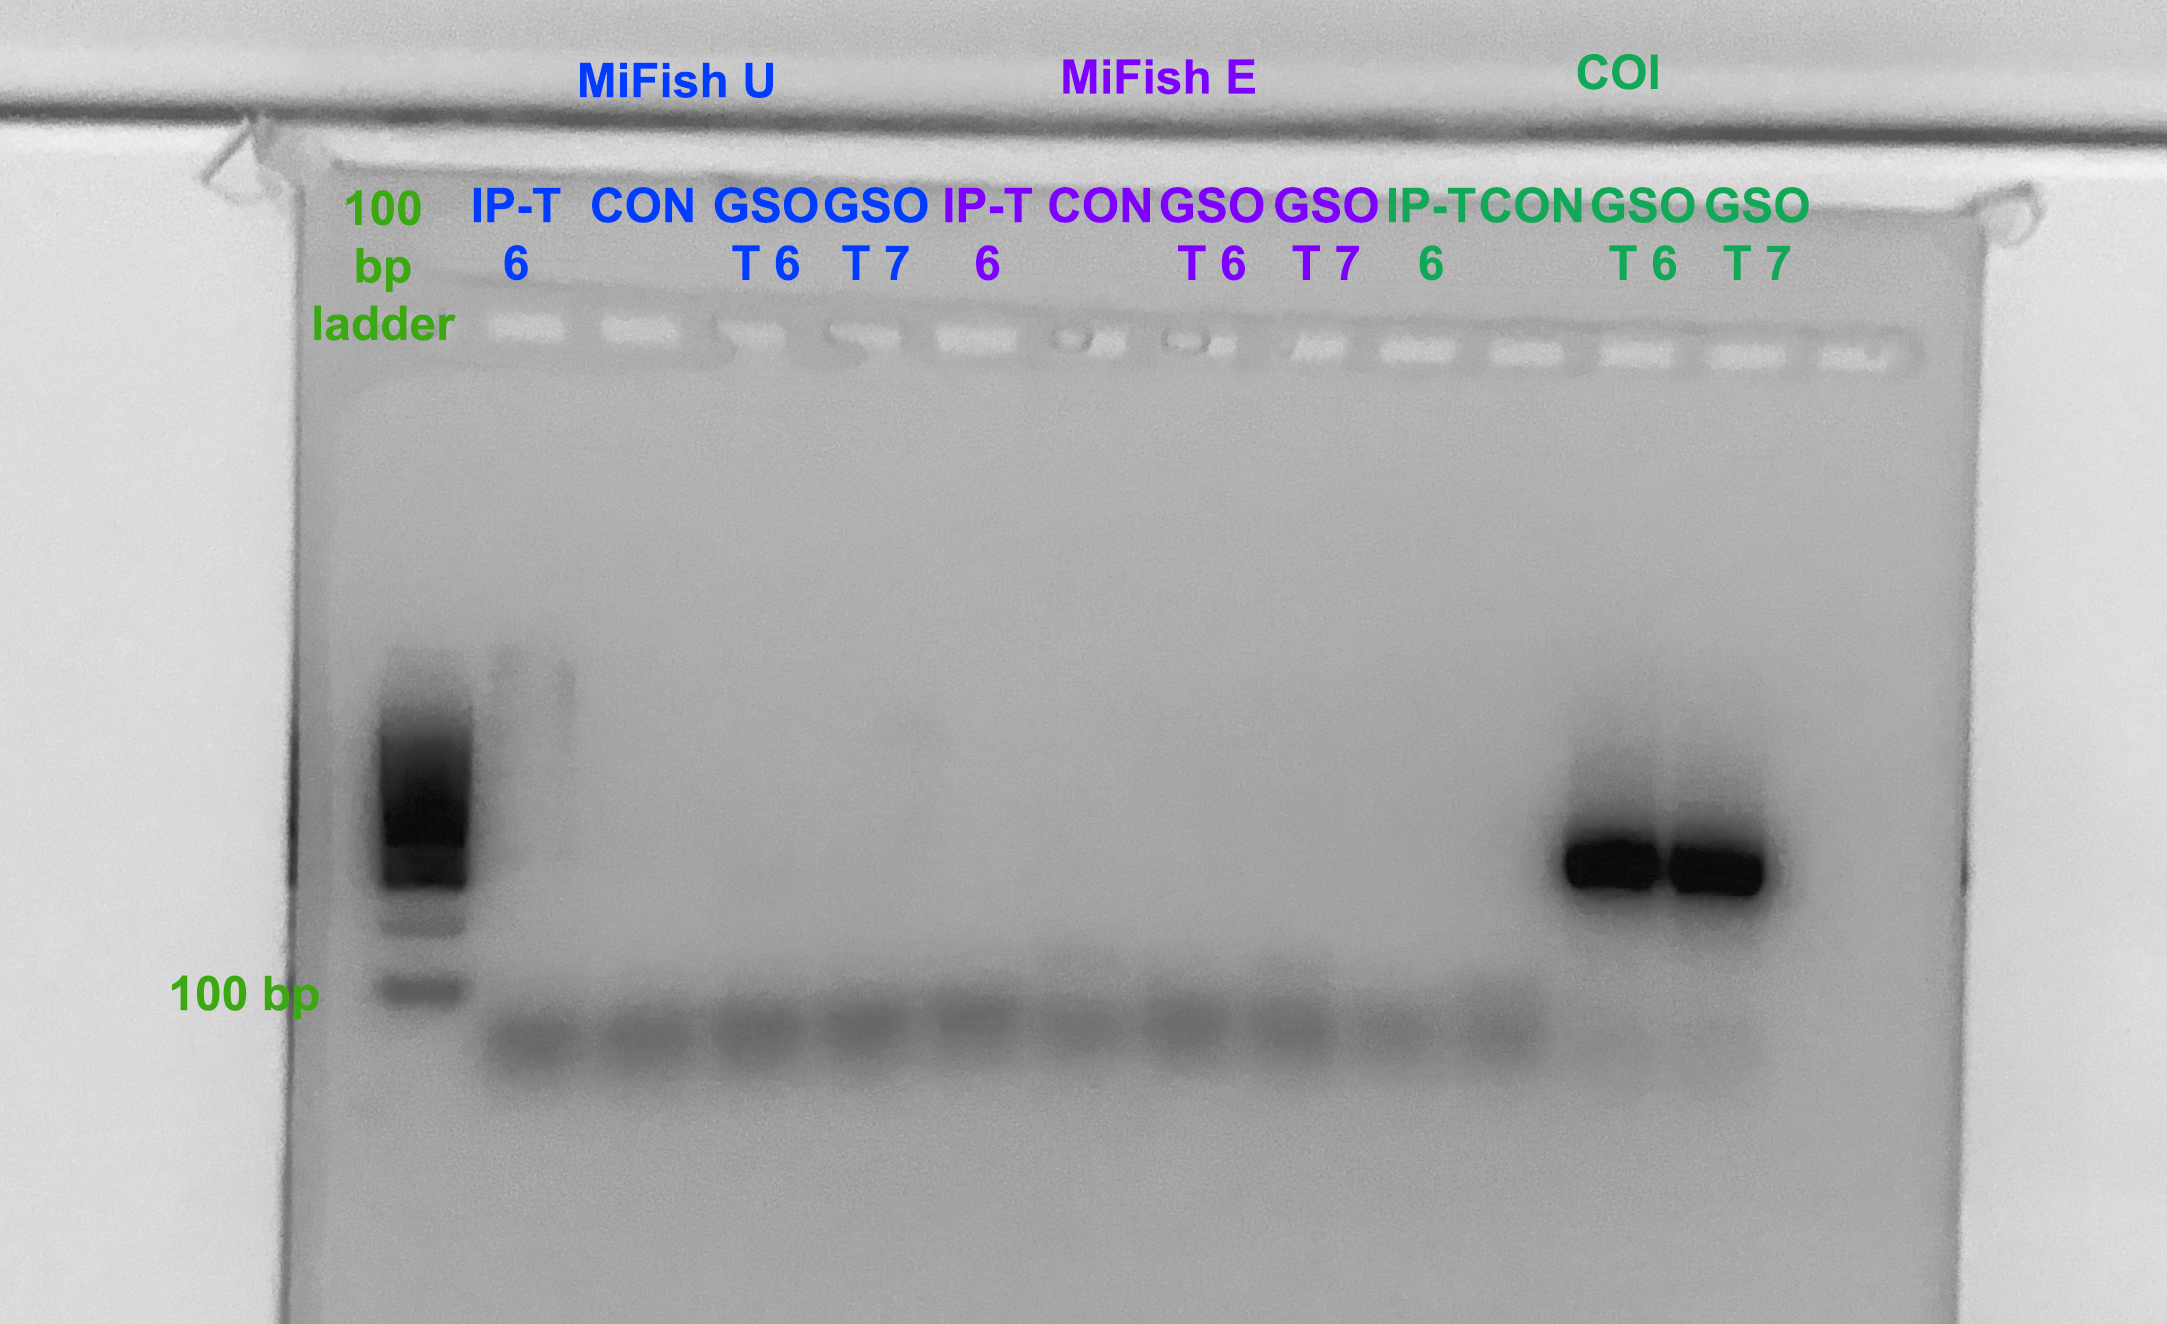 MiFish U MiFish E COI
100 IP-T CON GSO GSO IP-T CON GSO GSO IP-T CON GSO GSO
bp 6 T 6 T 7 6 T 6 T 7 6 T 6 T 7
ladder
100 bp